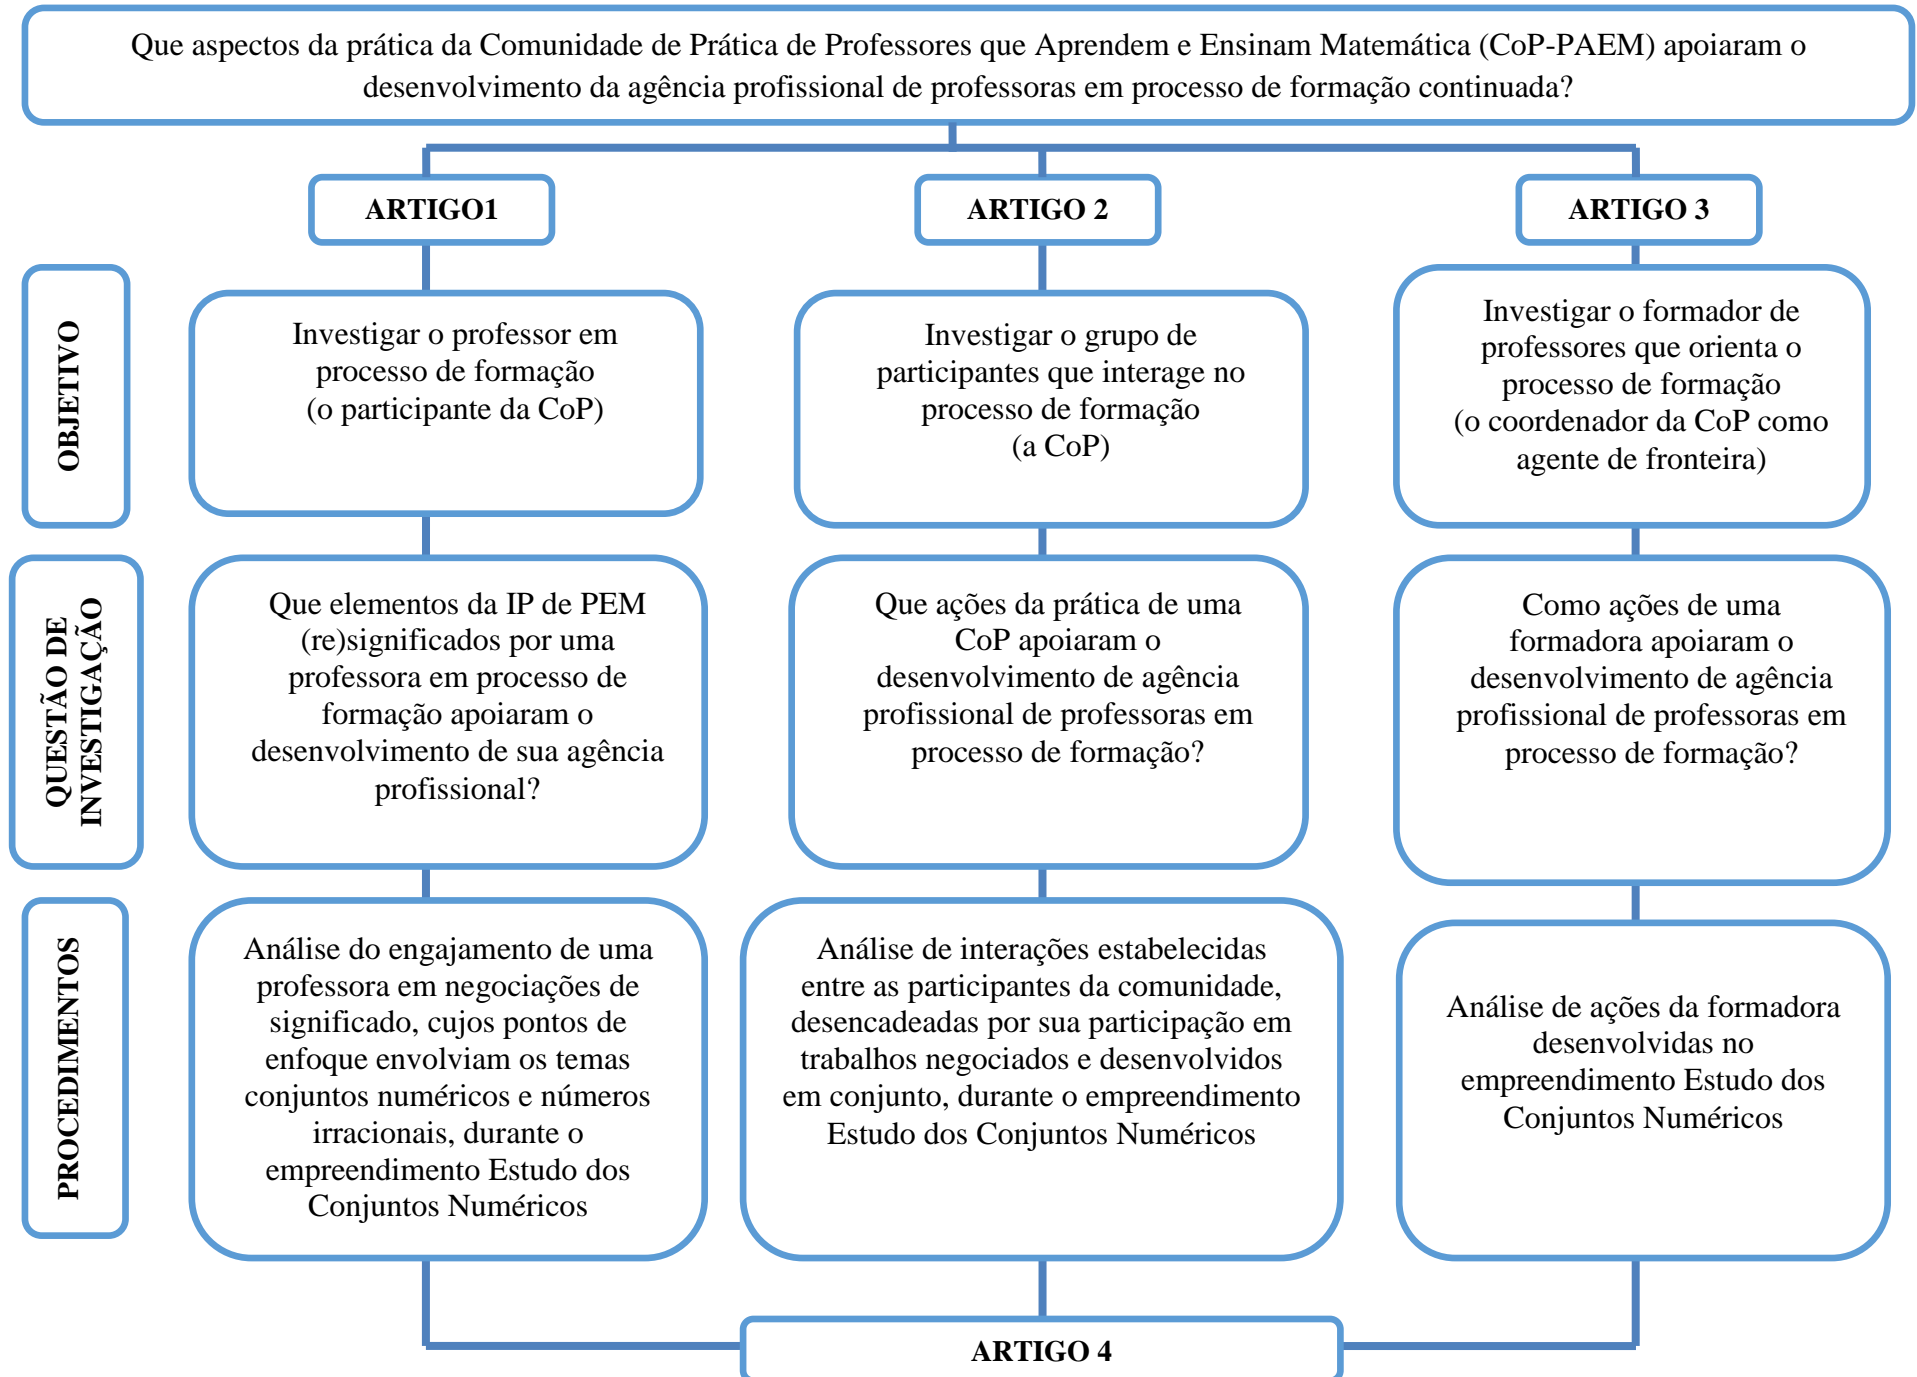 Que aspectos da prática da Comunidade de Prática de Professores que Aprendem e Ensinam Matemática (CoP-PAEM) apoiaram o
desenvolvimento da agência profissional de professoras em processo de formação continuada?
ARTIGO1
ARTIGO 2
ARTIGO 3
OBJETIVO
Investigar o professor em
processo de formação
(o participante da CoP)
Investigar o grupo de
participantes que interage no
processo de formação
(a CoP)
Investigar o formador de
professores que orienta o
processo de formação
(o coordenador da CoP como
agente de fronteira)
QUESTÃO DE
INVESTIGAÇÃO
Que elementos da IP de PEM
(re)significados por uma
professora em processo de
formação apoiaram o
desenvolvimento de sua agência
profissional?
Que ações da prática de uma
CoP apoiaram o
desenvolvimento de agência
profissional de professoras em
processo de formação?
Como ações de uma
formadora apoiaram o
desenvolvimento de agência
profissional de professoras em
processo de formação?
PROCEDIMENTOS
Análise do engajamento de uma
professora em negociações de
significado, cujos pontos de
enfoque envolviam os temas
conjuntos numéricos e números
irracionais, durante o
empreendimento Estudo dos
Conjuntos Numéricos
Análise de interações estabelecidas
entre as participantes da comunidade,
desencadeadas por sua participação em
trabalhos negociados e desenvolvidos
em conjunto, durante o empreendimento
Estudo dos Conjuntos Numéricos
Análise de ações da formadora
desenvolvidas no
empreendimento Estudo dos
Conjuntos Numéricos
ARTIGO 4